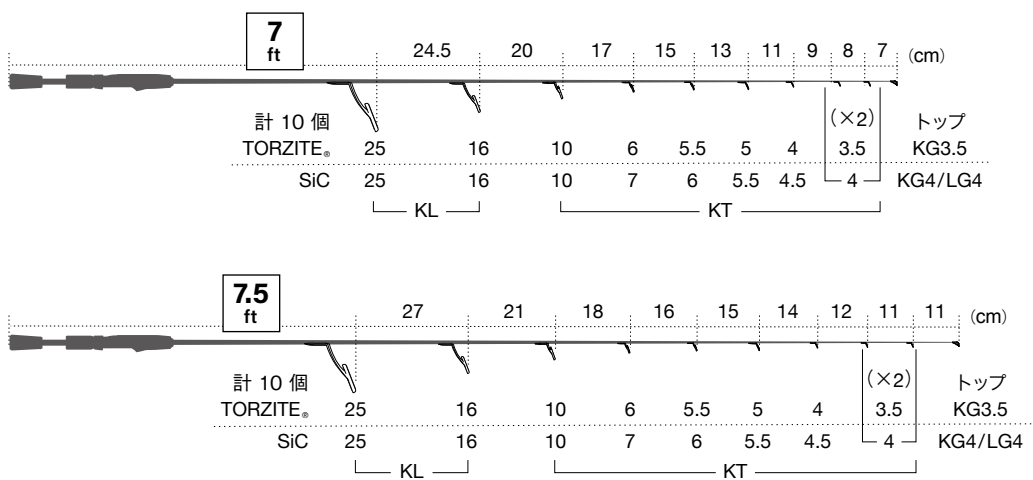 7
ft
24.5 20 17 15 13 11 9 8 7 (cm)
計 10 個 (×2) トップ
TORZITE® 25 16 10 6 5.5 5 4 3.5 KG3.5
SiC 25 16 10 7 6 5.5 4.5 4 KG4/LG4
KL KT
7.5
ft
27 21 18 16 15 14 12 11 11 (cm)
計 10 個 (×2) トップ
TORZITE® 25 16 10 6 5.5 5 4 3.5 KG3.5
SiC 25 16 10 7 6 5.5 4.5 4 KG4/LG4
KL KT